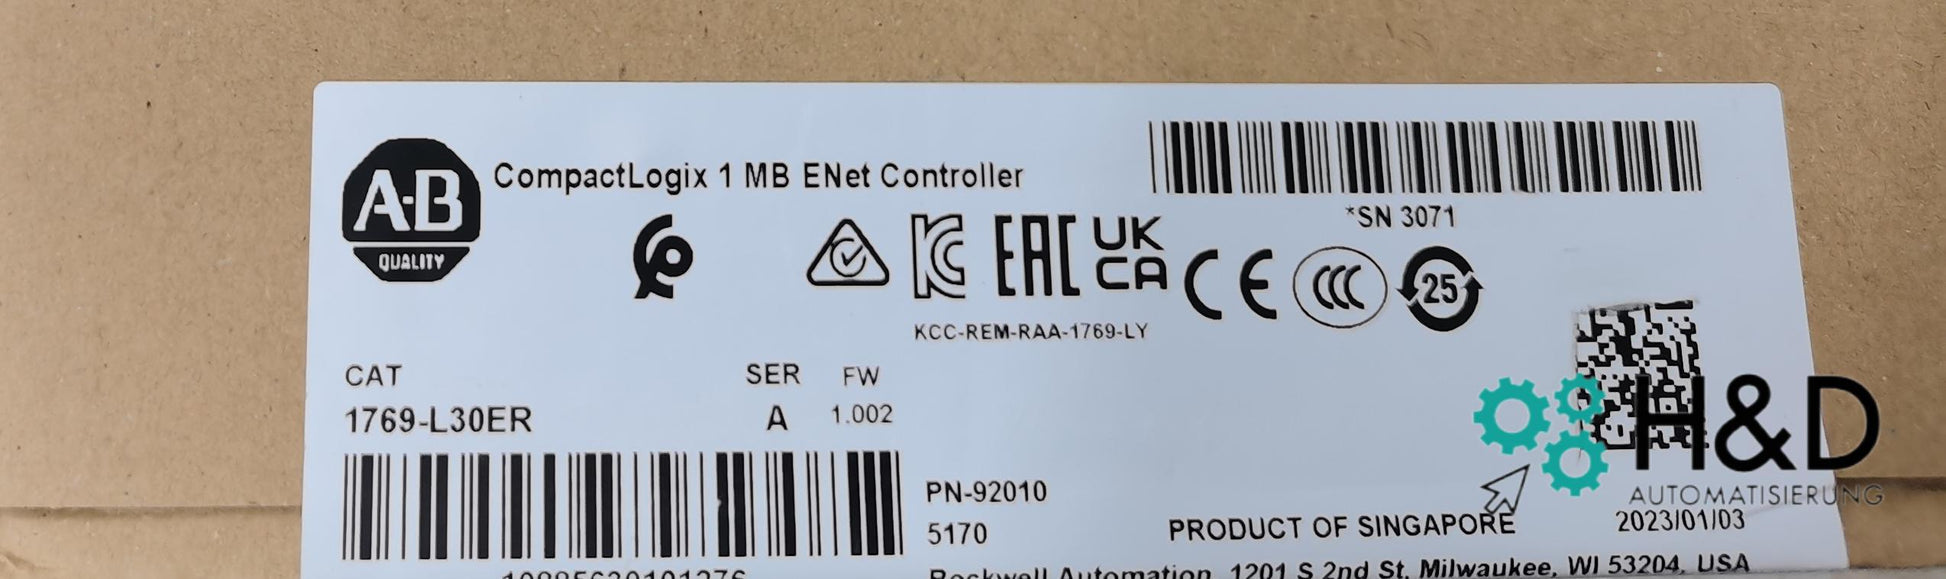 A-B
QUALITY
CompactLogix 1 MB ENet Controller
*SN 3071
EAC
UK
CA
CE
CCC
25
KCC-REM-RAA-1769-LY
CAT SER FW
1769-L30ER A 1.002
H&D
AUTOMATISIERUNG
PN-92010
5170
PRODUCT OF SINGAPORE
2023/01/03
Rockwell Automation, 1201 S 2nd St, Milwaukee, WI 53204, USA